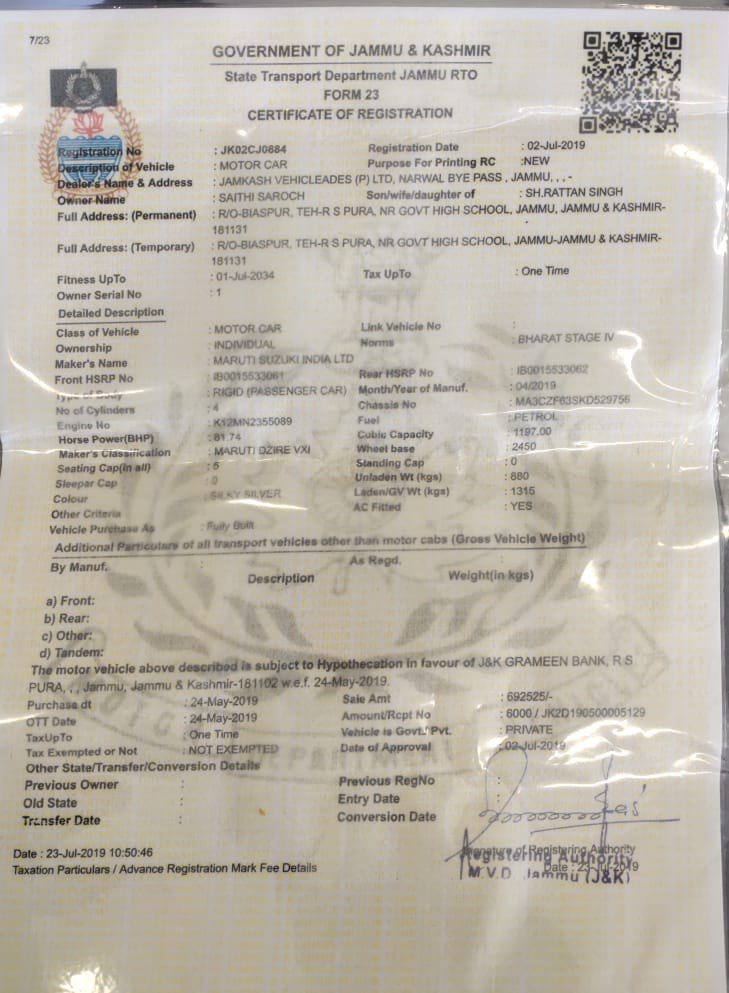 7/23
GOVERNMENT OF JAMMU & KASHMIR
State Transport Department JAMMU RTO
FORM 23
CERTIFICATE OF REGISTRATION
Registration No : JK02CJ0884 Registration Date : 02-Jul-2019
Description of Vehicle : MOTOR CAR Purpose For Printing RC :NEW
Dealer's Name & Address : JAMKASH VEHICLEADES (P) LTD, NARWAL BYE PASS , JAMMU, , , -
Owner Name : SAITHI SAROCH Son/wife/daughter of : SH.RATTAN SINGH
Full Address: (Permanent) : R/O-BIASPUR, TEH-R S PURA, NR GOVT HIGH SCHOOL, JAMMU, JAMMU & KASHMIR-
181131
Full Address: (Temporary) : R/O-BIASPUR, TEH-R S PURA, NR GOVT HIGH SCHOOL, JAMMU-JAMMU & KASHMIR-
181131
Fitness UpTo : 01-Jul-2034 Tax UpTo : One Time
Owner Serial No : 1
Detailed Description
Class of Vehicle : MOTOR CAR Link Vehicle No :
Ownership : INDIVIDUAL Norms : BHARAT STAGE IV
Maker's Name : MARUTI SUZUKI INDIA LTD
Front HSRP No : IB0015533061 Rear HSRP No : IB0015533062
Type of Body : RIGID (PASSENGER CAR) Month/Year of Manuf. : 04/2019
No of Cylinders : 4 Chassis No : MA3CZF63SKD529756
Engine No : K12MN2355089 Fuel : PETROL
Horse Power(BHP) : 81.74 Cubic Capacity : 1197.00
Maker's Classification : MARUTI DZIRE VXI Wheel base : 2450
Seating Cap(in all) : 5 Standing Cap : 0
Sleepar Cap : 0 Unladen Wt (kgs) : 880
Colour : SILKY SILVER Laden/GV Wt (kgs) : 1315
Other Criteria AC Fitted : YES
Vehicle Purchase As : Fully Built
Additional Particulars of all transport vehicles other than motor cabs (Gross Vehicle Weight)
By Manuf. : As Regd.
Description Weight(in kgs)
a) Front:
b) Rear:
c) Other:
d) Tandem:
The motor vehicle above described is subject to Hypothecation in favour of J&K GRAMEEN BANK, R S
PURA, , , Jammu, Jammu & Kashmir-181102 w.e.f. 24-May-2019.
Purchase dt : 24-May-2019 Sale Amt : 692525/-
OTT Date : 24-May-2019 Amount/Rcpt No : 6000 / JK2D190500005129
TaxUpTo : One Time Vehicle is Govt./ Pvt. : PRIVATE
Tax Exempted or Not : NOT EXEMPTED Date of Approval : 02-Jul-2019
Other State/Transfer/Conversion Details
Previous Owner : Previous RegNo :
Old State : Entry Date :
Transfer Date : Conversion Date
Date : 23-Jul-2019 10:50:46 Signature of Registering Authority
Taxation Particulars / Advance Registration Mark Fee Details Date : 23-Jul-2019
Registering Authority
M.V.D. Jammu (J&K)